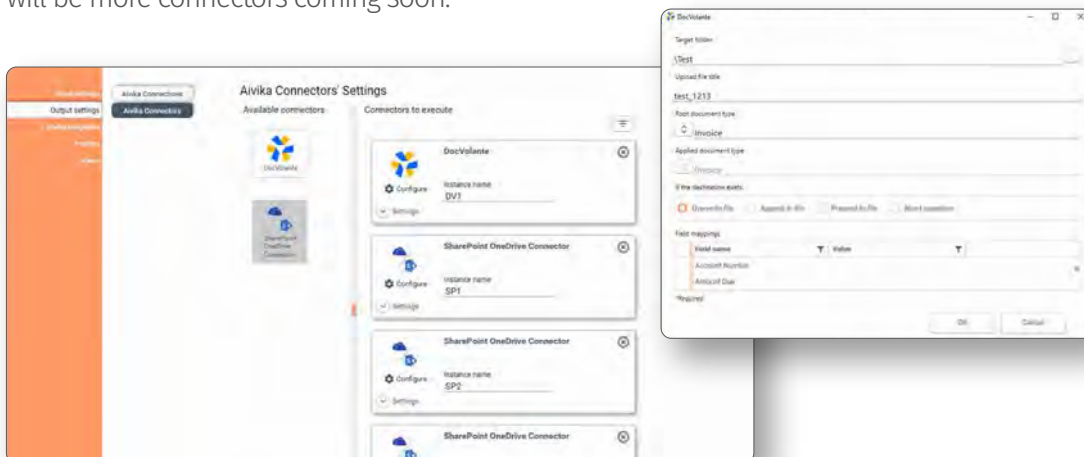 will be more connectors coming soon.
Output settings
Aivika Connections
Aivika Connectors
Aivika Connectors' Settings
Available connectors
Connectors to execute
DocVolante
SharePoint
OneDrive
Connector
DocVolante
Configure
Instance name
DV1
Settings
SharePoint OneDrive Connector
Configure
Instance name
SP1
Settings
SharePoint OneDrive Connector
Configure
Instance name
SP2
Settings
SharePoint OneDrive Connector
DocVolante
Target folder
\Test
Upload file title
test_1213
Root document type
Invoice
Applied document type
Invoice
If the destination exists
Overwrite file
Append to file
Prepend to file
Abort operation
Field mappings
Field name
Value
Account Number
Amount Due
*Required
OK
Cancel